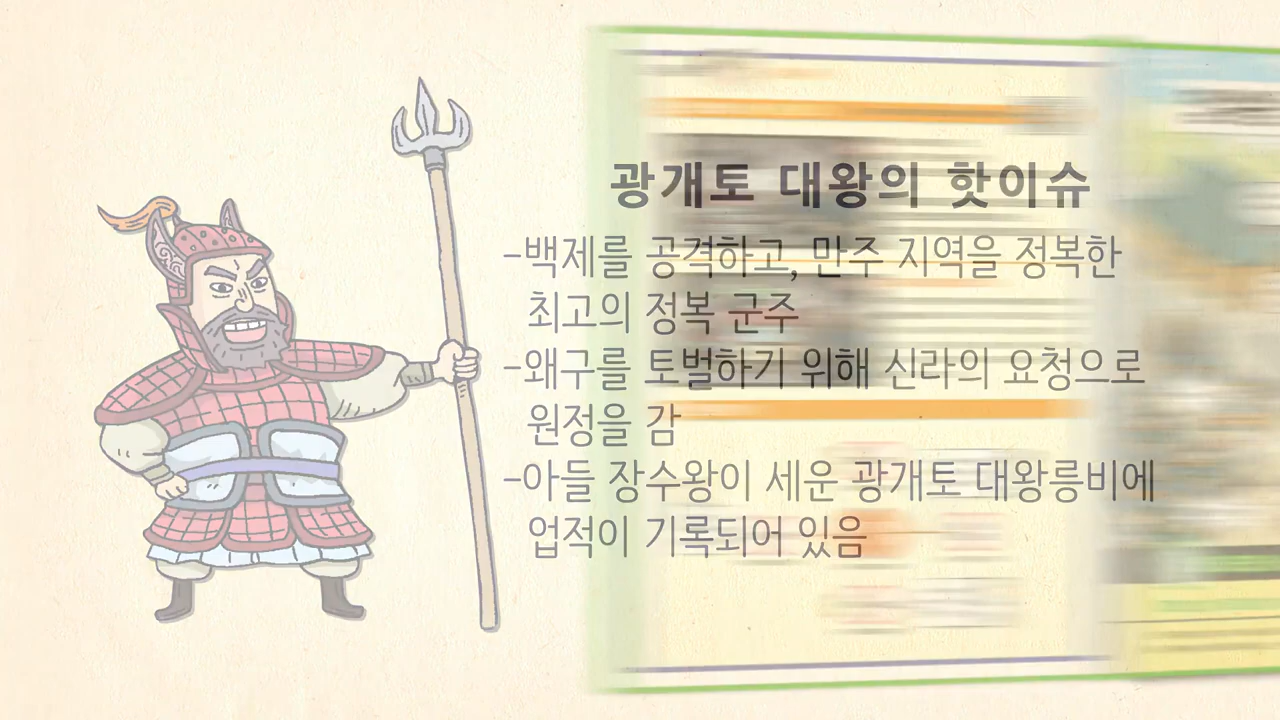 광개토 대왕의 핫이슈
-백제를 공격하고, 만주 지역을 정복한
최고의 정복 군주
-왜구를 토벌하기 위해 신라의 요청으로
원정을 감
-아들 장수왕이 세운 광개토 대왕릉비에
업적이 기록되어 있음